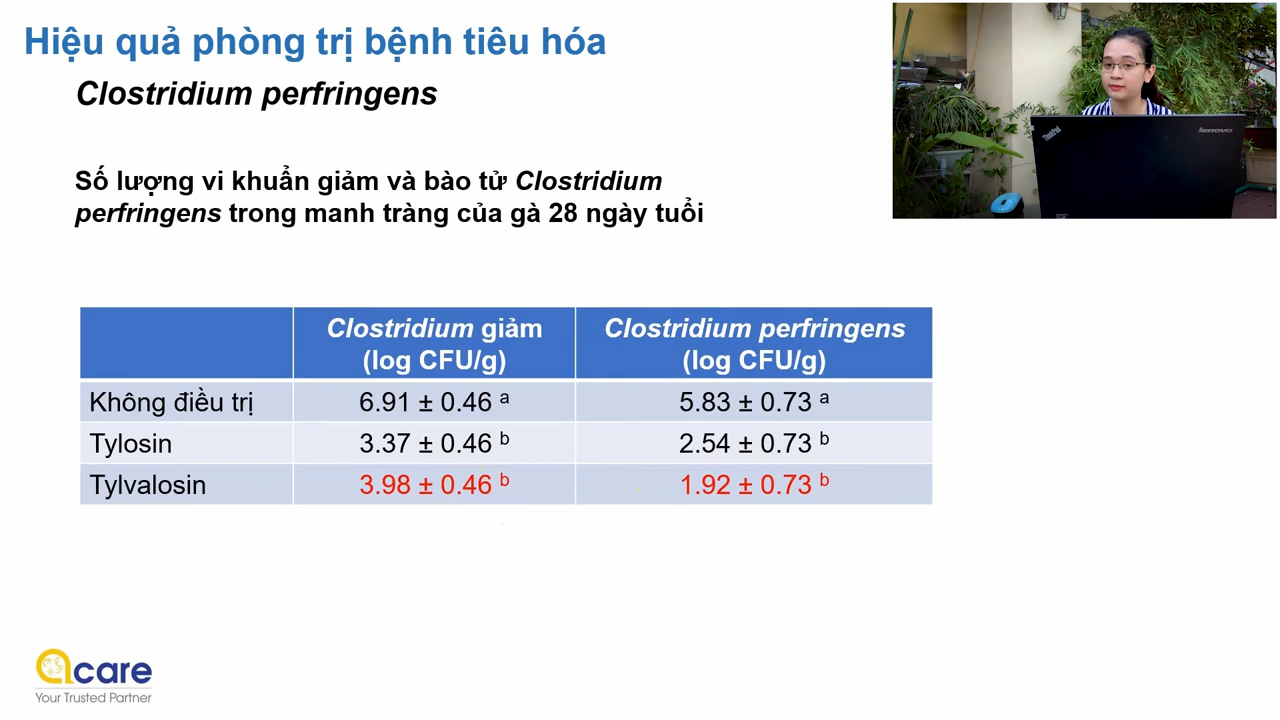 Hiệu quả phòng trị bệnh tiêu hóa
Clostridium perfringens
Số lượng vi khuẩn giảm và bào tử Clostridium
perfringens trong manh tràng của gà 28 ngày tuổi
Clostridium giảm
(log CFU/g)
Clostridium perfringens
(log CFU/g)
Không điều trị 6.91 ± 0.46 a 5.83 ± 0.73 a
Tylosin 3.37 ± 0.46 b 2.54 ± 0.73 b
Tylvalosin 3.98 ± 0.46 b 1.92 ± 0.73 b
acare
Your Trusted Partner
ThinkPad
lenovo